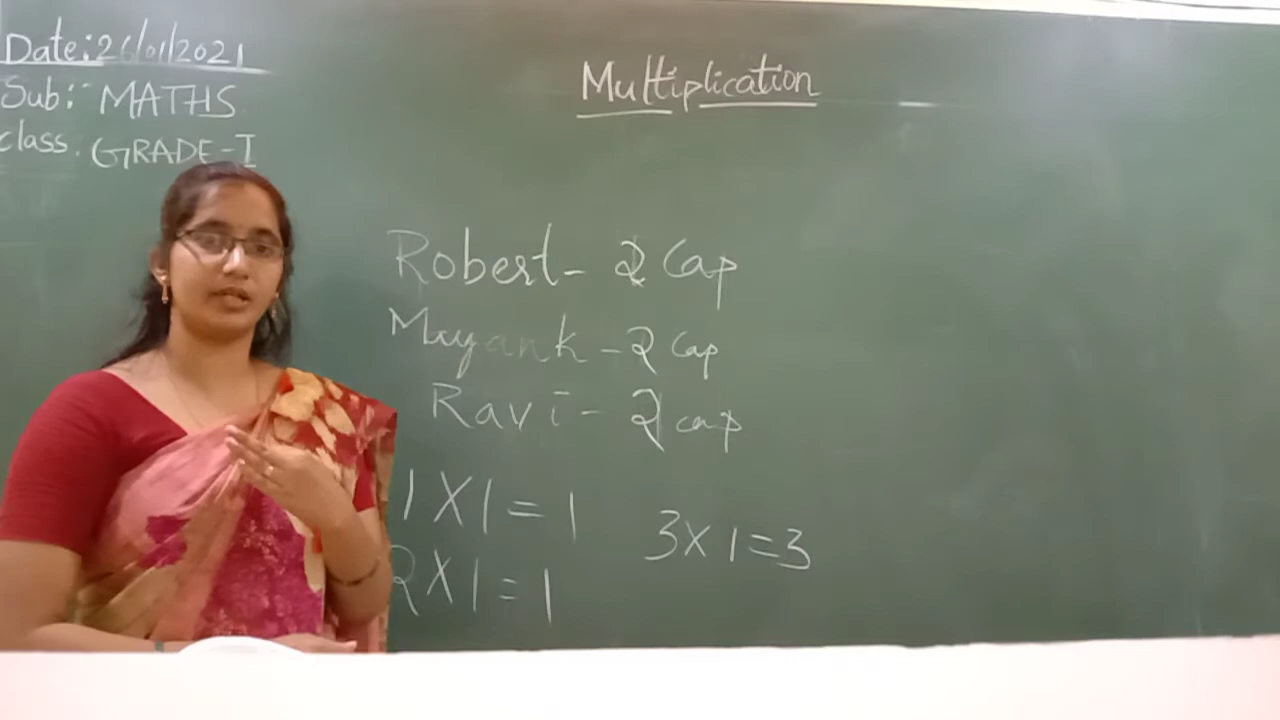 Date: 26/01/2021
Sub: MATHS
class: GRADE-I
Multiplication
Robert - 2 Cap
Mayank - 2 Cap
Ravi - 2 cap
1 X 1 = 1
2 X 1 = 1
3 X 1 = 3